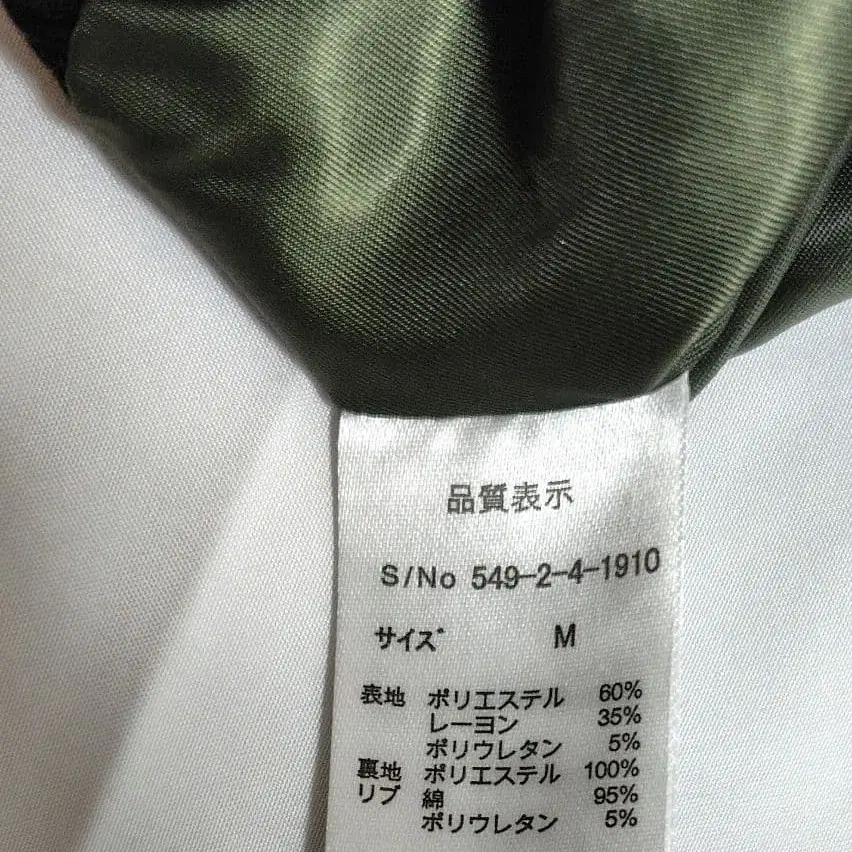 品質表示
S/No 549-2-4-1910
サイズ M
表地 ポリエステル 60%
レーヨン 35%
ポリウレタン 5%
裏地 ポリエステル 100%
リブ 綿 95%
ポリウレタン 5%